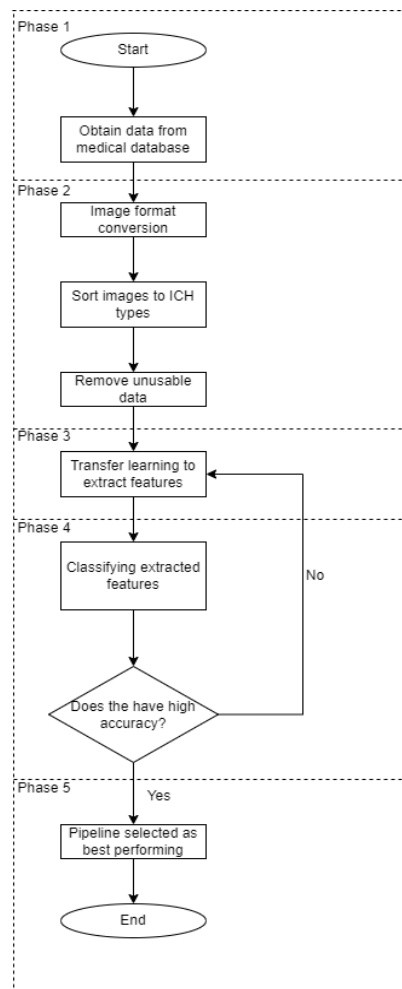 Phase 1
Start
Obtain data from
medical database
Phase 2
Image format
conversion
Sort images to ICH
types
Remove unusable
data
Phase 3
Transfer learning to
extract features
Phase 4
Classifying extracted
features
No
Does the have high
accuracy?
Phase 5
Yes
Pipeline selected as
best performing
End